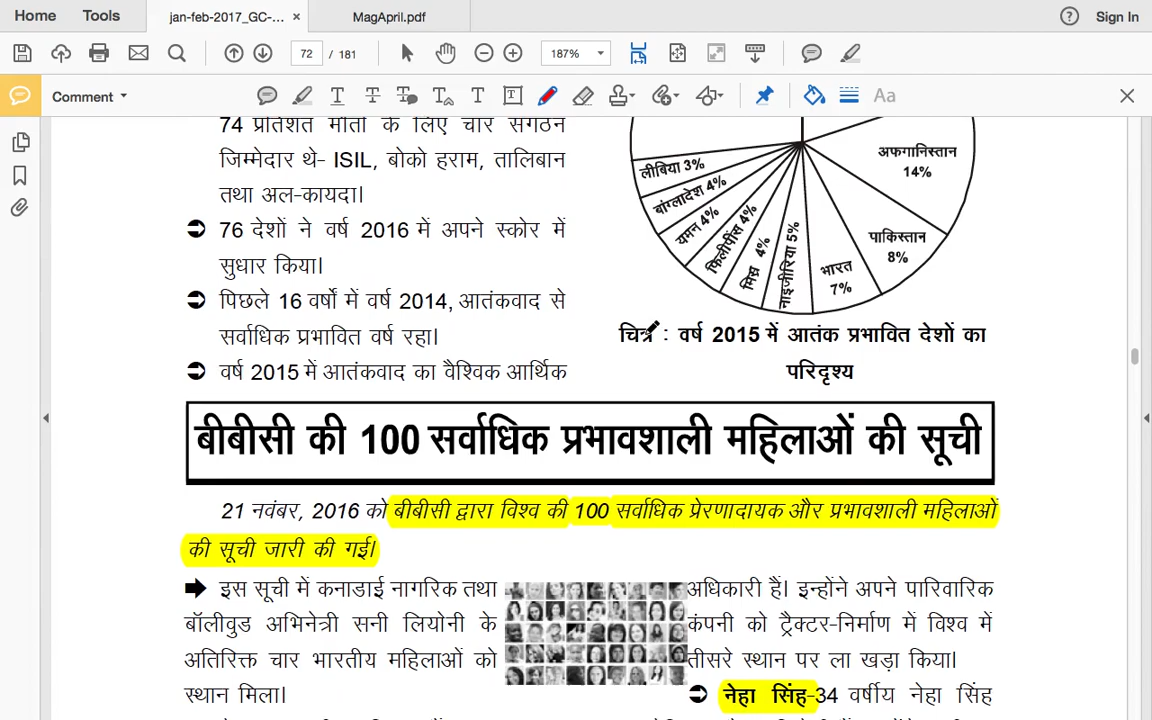 Home Tools jan-feb-2017_GC-... × MagApril.pdf ? Sign In
72 / 181 187%
Comment Aa
74 प्रतिशत मौतों के लिए चार संगठन
जिम्मेदार थे- ISIL, बोको हराम, तालिबान
तथा अल-कायदा।
76 देशों ने वर्ष 2016 में अपने स्कोर में
सुधार किया।
पिछले 16 वर्षों में वर्ष 2014, आतंकवाद से
सर्वाधिक प्रभावित वर्ष रहा।
वर्ष 2015 में आतंकवाद का वैश्विक आर्थिक
अफगानिस्तान
14%
पाकिस्तान
8%
भारत
7%
नाइजीरिया 5%
मिस्र 4%
फिलीपींस 4%
यमन 4%
बांग्लादेश 4%
लीबिया 3%
चित्र : वर्ष 2015 में आतंक प्रभावित देशों का
परिदृश्य
बीबीसी की 100 सर्वाधिक प्रभावशाली महिलाओं की सूची
21 नवंबर, 2016 को बीबीसी द्वारा विश्व की 100 सर्वाधिक प्रेरणादायक और प्रभावशाली महिलाओं
की सूची जारी की गई।
इस सूची में कनाडाई नागरिक तथा
बॉलीवुड अभिनेत्री सनी लियोनी के
अतिरिक्त चार भारतीय महिलाओं को
स्थान मिला।
अधिकारी हैं। इन्होंने अपने पारिवारिक
कंपनी को ट्रैक्टर-निर्माण में विश्व में
तीसरे स्थान पर ला खड़ा किया।
नेहा सिंह-34 वर्षीय नेहा सिंह